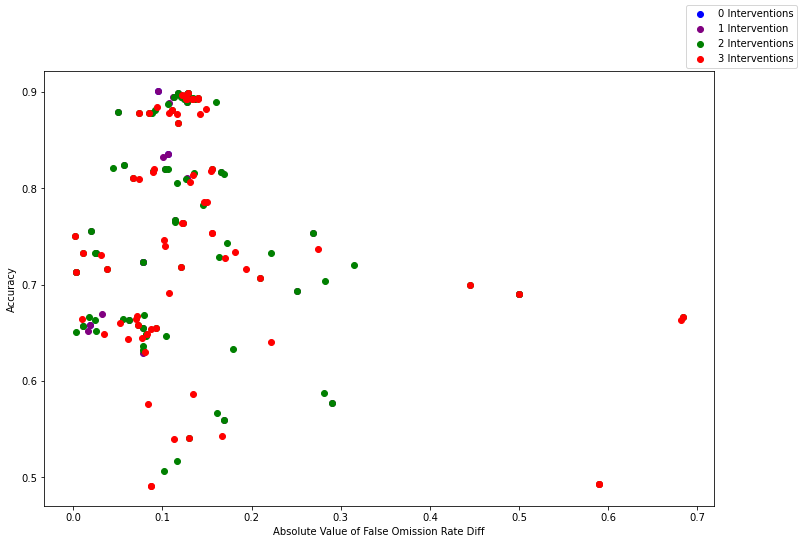 0 Interventions
1 Intervention
2 Interventions
3 Interventions
0.9
0.8
0.7
0.6
0.5
Accuracy
0.0 0.1 0.2 0.3 0.4 0.5 0.6 0.7
Absolute Value of False Omission Rate Diff